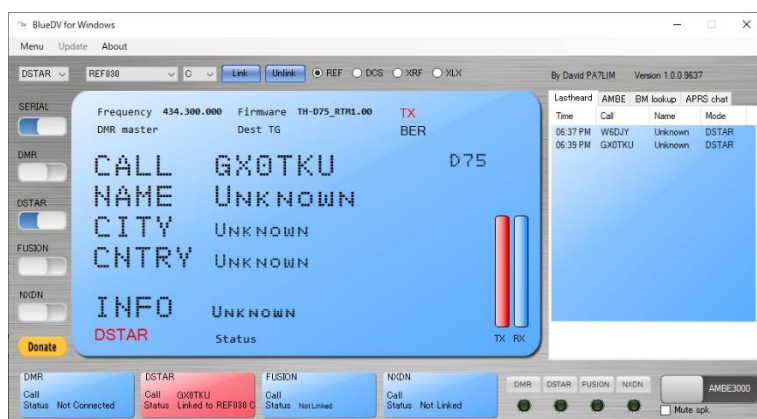 BlueDV for Windows
Menu Update About
DSTAR REF030 C Link Unlink REF DCS XRF XLX
By David PA7LIM Version 1.0.0.9637
SERIAL
DMR
DSTAR
FUSION
NXDN
Donate
Frequency 434.300.000 Firmware TH-D75_RTM1.00 TX
DMR master Dest TG BER
CALL GX0TKU D75
NAME UNKNOWN
CITY UNKNOWN
CNTRY UNKNOWN
INFO UNKNOWN
DSTAR Status TX RX
Lastheard AMBE BM lookup APRS chat
Time Call Name Mode
06:37 PM W6DJY Unknown DSTAR
06:39 PM GX0TKU Unknown DSTAR
DMR
Call
Status Not Connected
DSTAR
Call GX0TKU
Status Linked to REF030 C
FUSION
Call
Status NotLinked
NXDN
Call
Status Not Linked
DMR DSTAR FUSION NXDN
AMBE3000
Mute spk